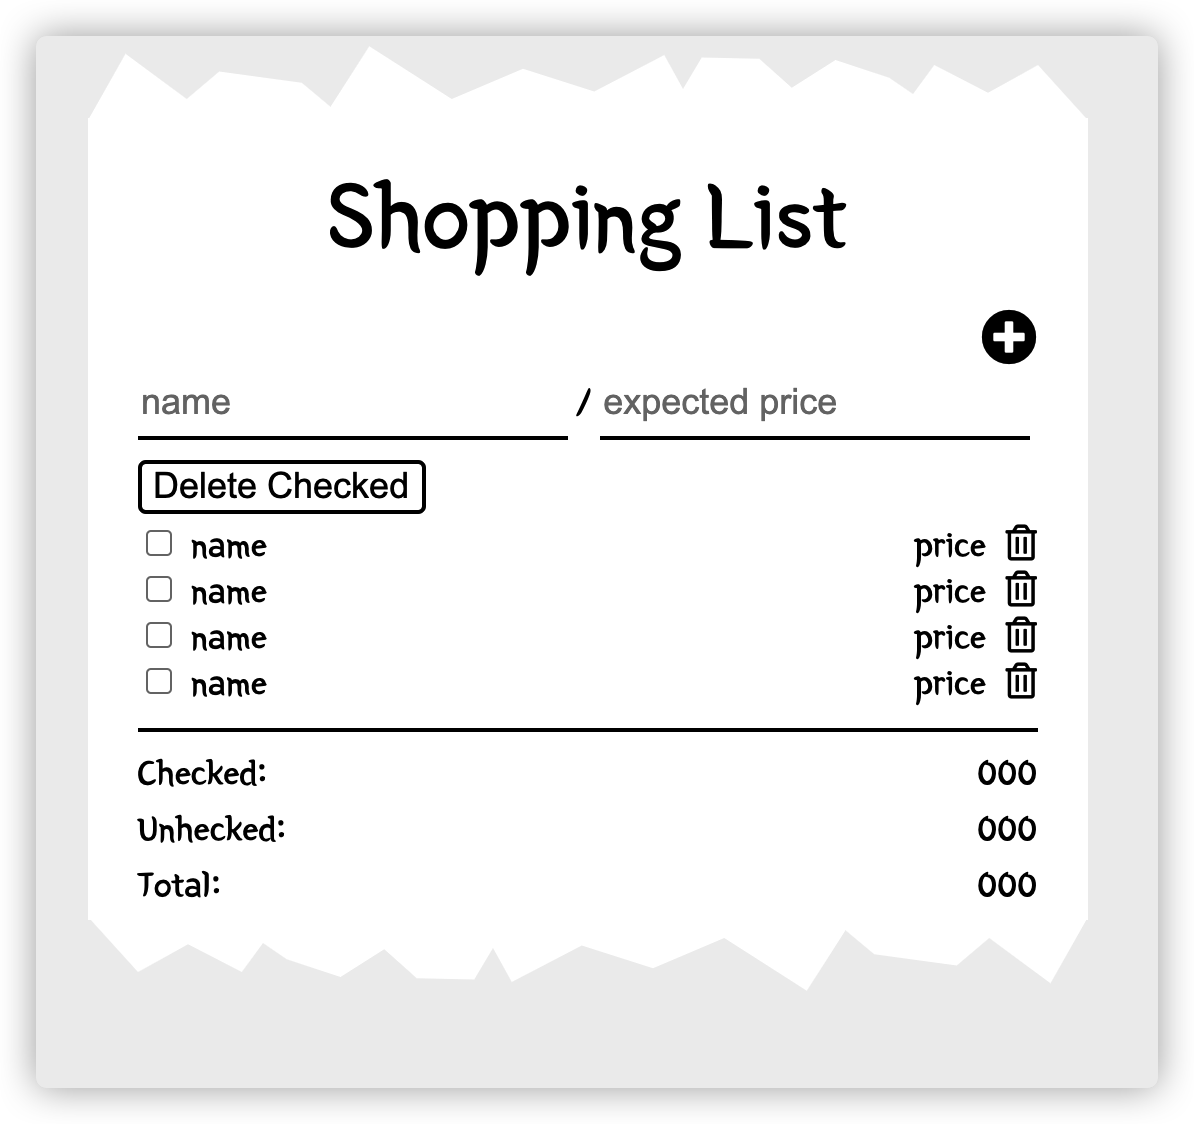 Shopping List
name / expected price
Delete Checked
name price
name price
name price
name price
Checked: 000
Unhecked: 000
Total: 000